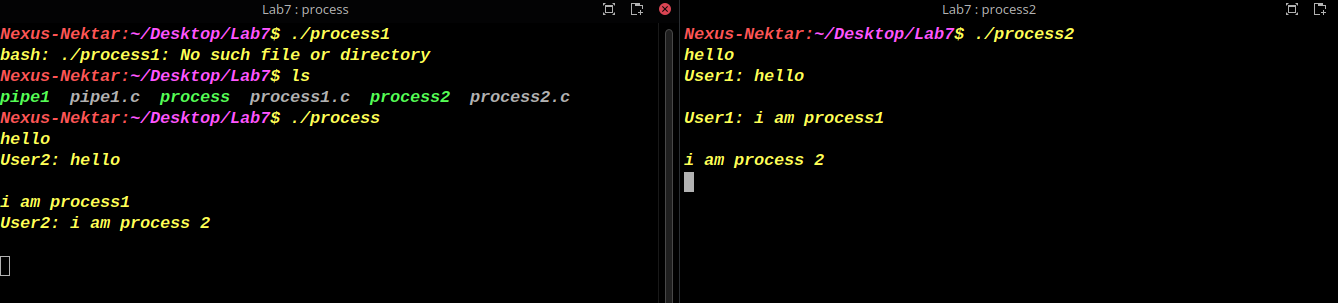 Lab7 : process
Nexus-Nektar:~/Desktop/Lab7$ ./process1
bash: ./process1: No such file or directory
Nexus-Nektar:~/Desktop/Lab7$ ls
pipe1 pipe1.c process process1.c process2 process2.c
Nexus-Nektar:~/Desktop/Lab7$ ./process
hello
User2: hello
i am process1
User2: i am process 2
Lab7 : process2
Nexus-Nektar:~/Desktop/Lab7$ ./process2
hello
User1: hello
User1: i am process1
i am process 2